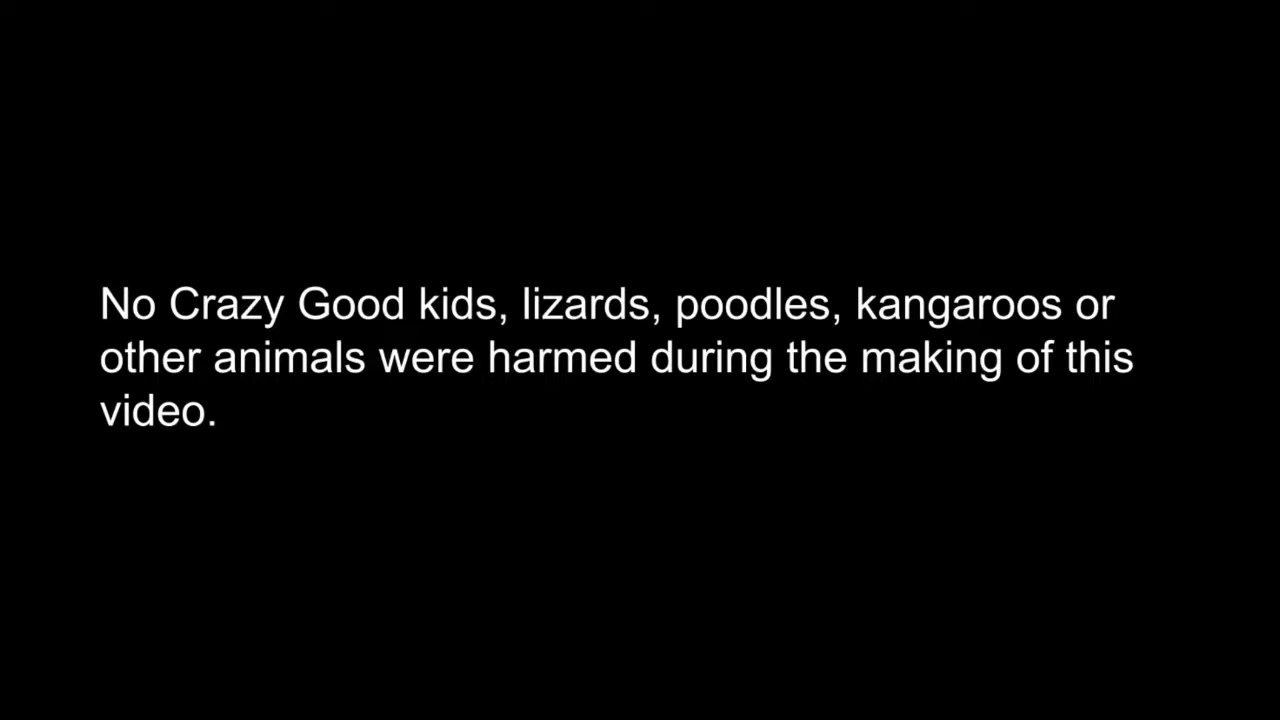 No Crazy Good kids, lizards, poodles, kangaroos or
other animals were harmed during the making of this
video.